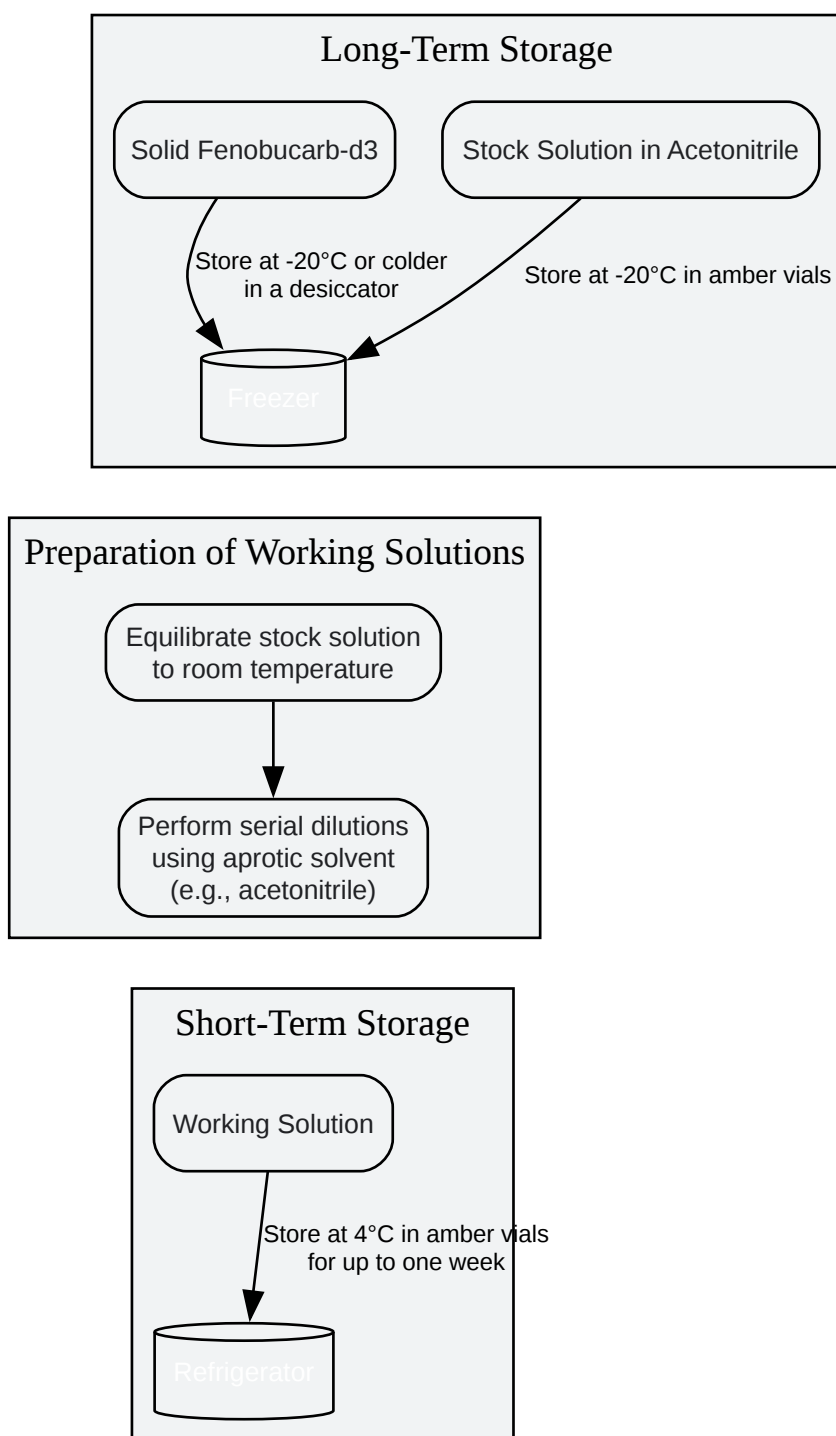 Long-Term Storage
Solid Fenobucarb-d3
Stock Solution in Acetonitrile
Store at -20°C or colder
in a desiccator
Store at -20°C in amber vials
Freezer
Preparation of Working Solutions
Equilibrate stock solution
to room temperature
Perform serial dilutions
using aprotic solvent
(e.g., acetonitrile)
Short-Term Storage
Working Solution
Store at 4°C in amber vials
for up to one week
Refrigerator